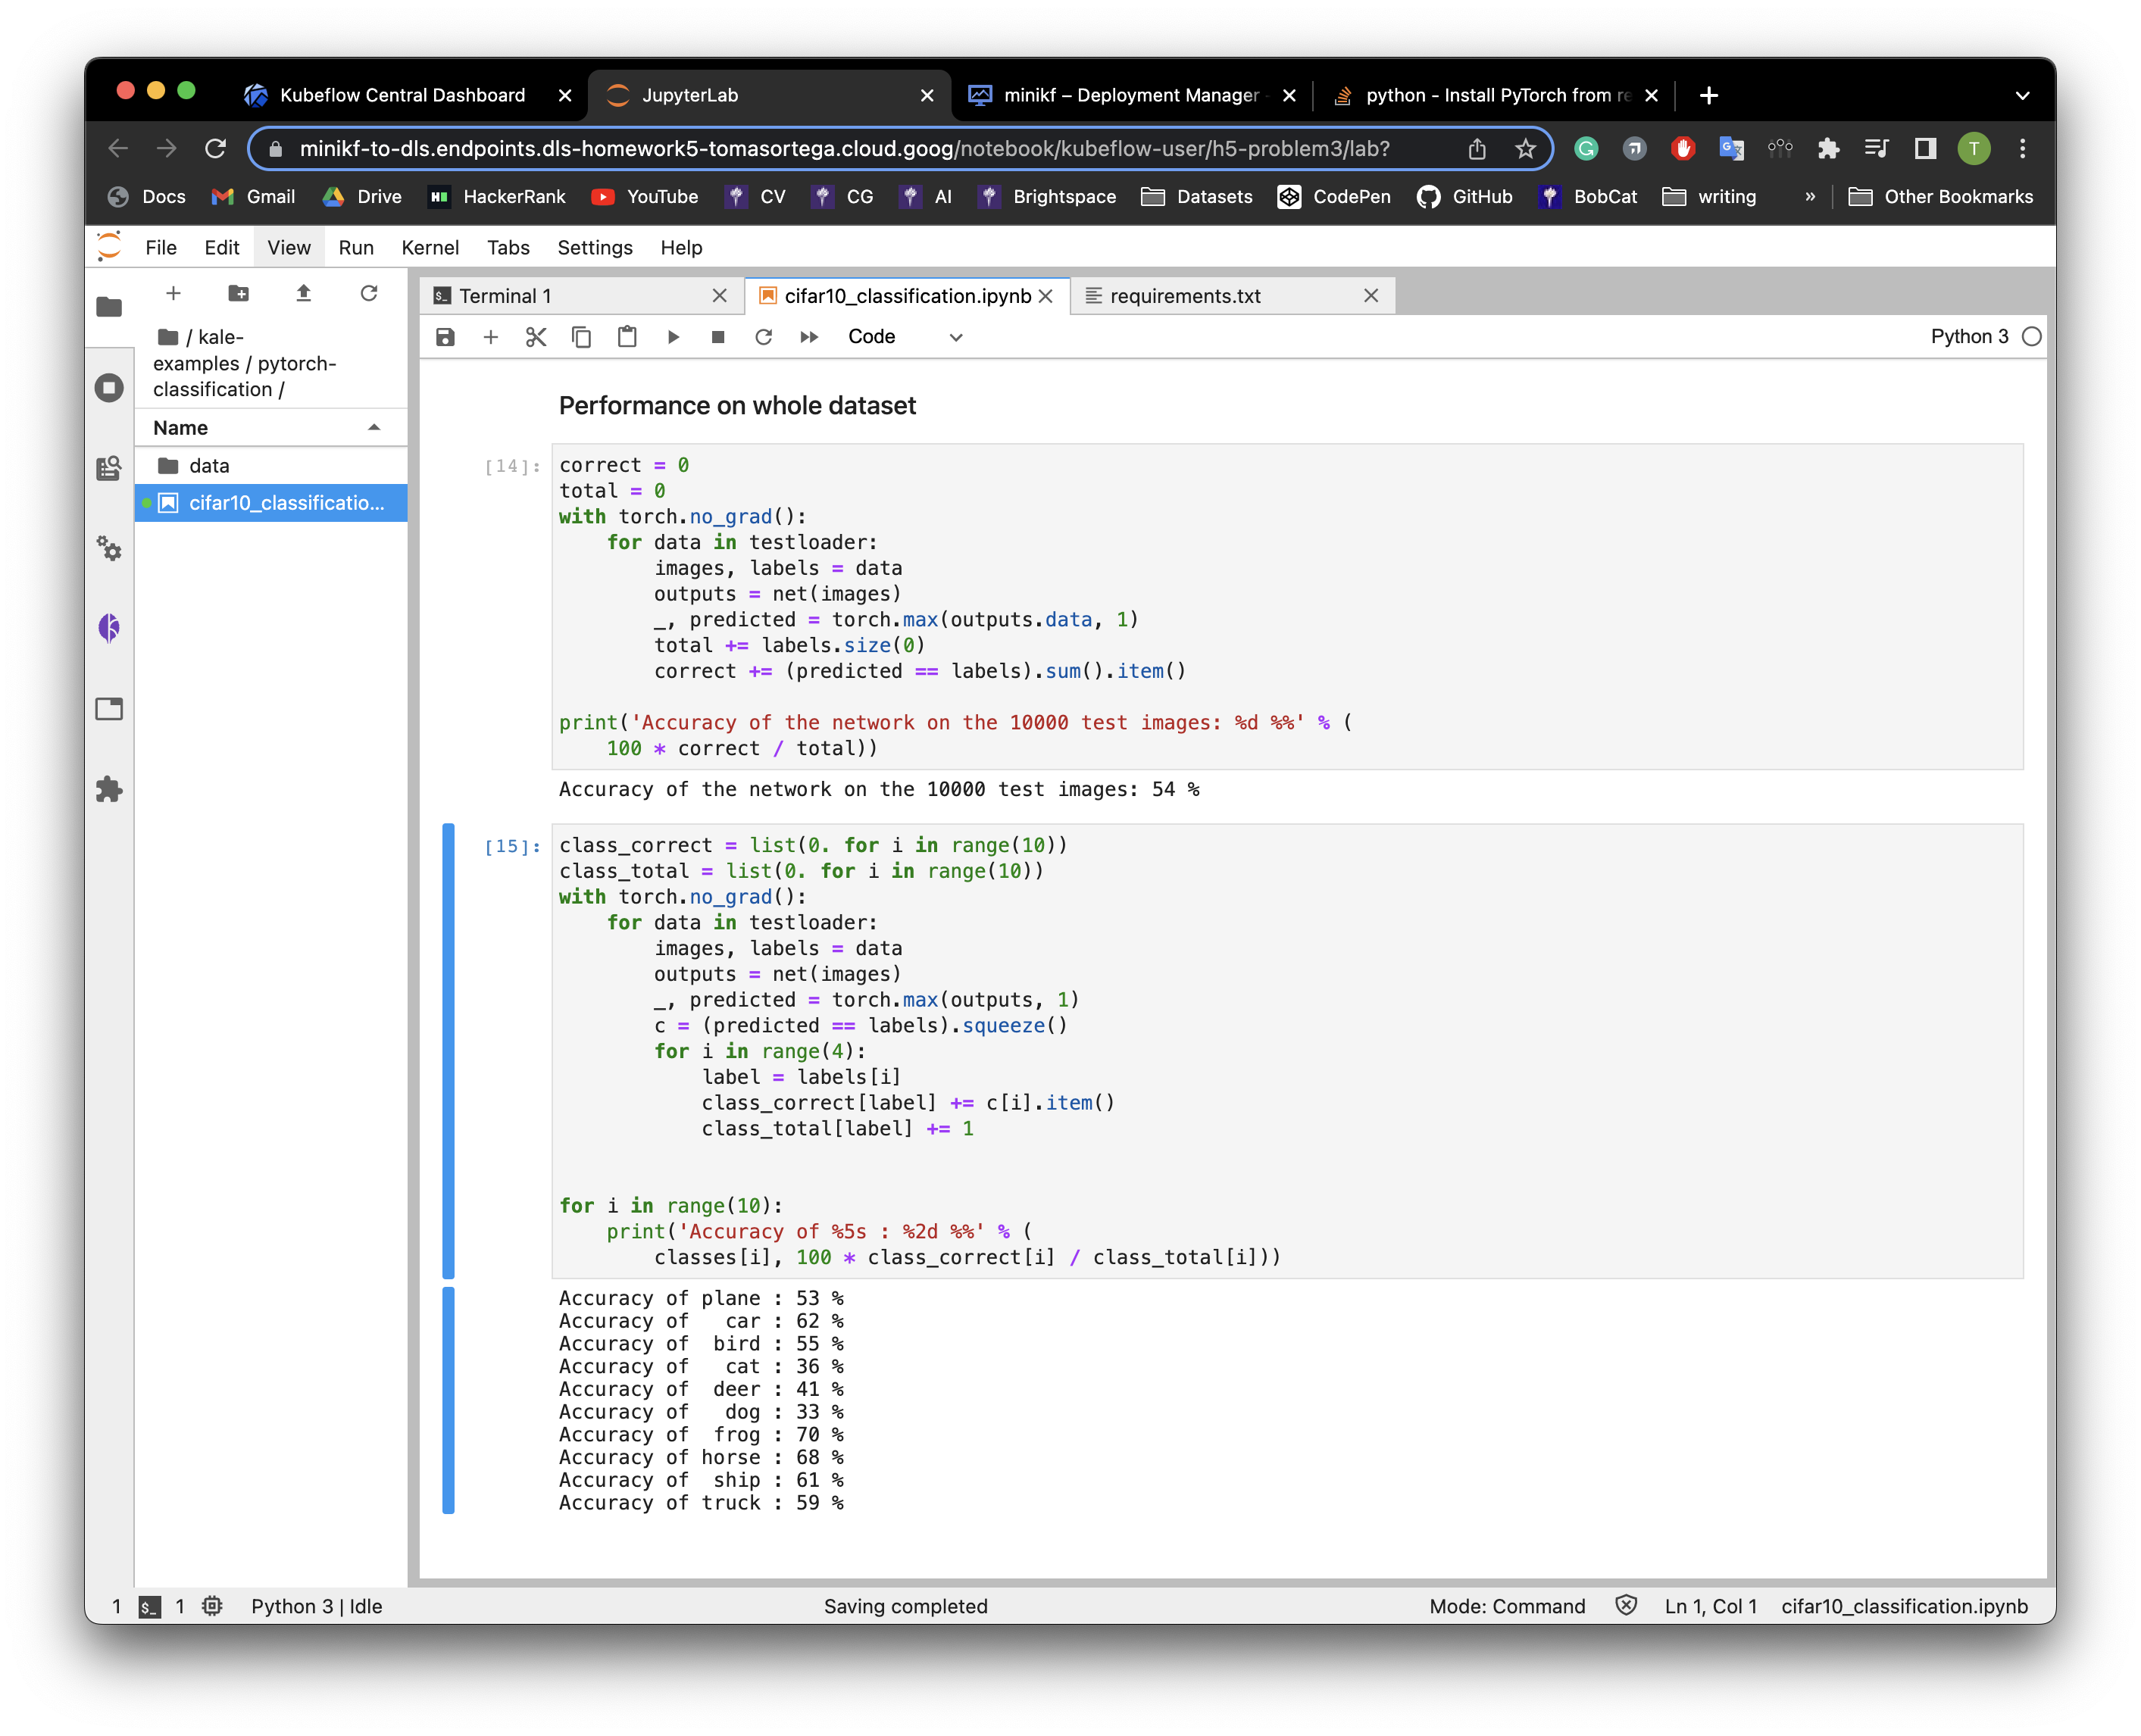 Kubeflow Central Dashboard
JupyterLab
minikf – Deployment Manager
python - Install PyTorch from re
minikf-to-dls.endpoints.dls-homework5-tomasortega.cloud.goog/notebook/kubeflow-user/h5-problem3/lab?
T
Docs Gmail Drive HackerRank YouTube CV CG AI Brightspace Datasets CodePen GitHub BobCat writing » Other Bookmarks
File Edit View Run Kernel Tabs Settings Help
/ kale-
examples / pytorch-
classification /
Name
data
cifar10_classificatio...
Terminal 1
cifar10_classification.ipynb
requirements.txt
Code
Python 3
Performance on whole dataset
[14]:
correct = 0
total = 0
with torch.no_grad():
    for data in testloader:
        images, labels = data
        outputs = net(images)
        _, predicted = torch.max(outputs.data, 1)
        total += labels.size(0)
        correct += (predicted == labels).sum().item()
print('Accuracy of the network on the 10000 test images: %d %%' % (
    100 * correct / total))
Accuracy of the network on the 10000 test images: 54 %
[15]:
class_correct = list(0. for i in range(10))
class_total = list(0. for i in range(10))
with torch.no_grad():
    for data in testloader:
        images, labels = data
        outputs = net(images)
        _, predicted = torch.max(outputs, 1)
        c = (predicted == labels).squeeze()
        for i in range(4):
            label = labels[i]
            class_correct[label] += c[i].item()
            class_total[label] += 1
for i in range(10):
    print('Accuracy of %5s : %2d %%' % (
        classes[i], 100 * class_correct[i] / class_total[i]))
Accuracy of plane : 53 %
Accuracy of   car : 62 %
Accuracy of  bird : 55 %
Accuracy of   cat : 36 %
Accuracy of  deer : 41 %
Accuracy of   dog : 33 %
Accuracy of  frog : 70 %
Accuracy of horse : 68 %
Accuracy of  ship : 61 %
Accuracy of truck : 59 %
1 $_ 1 Python 3 | Idle Saving completed Mode: Command Ln 1, Col 1 cifar10_classification.ipynb